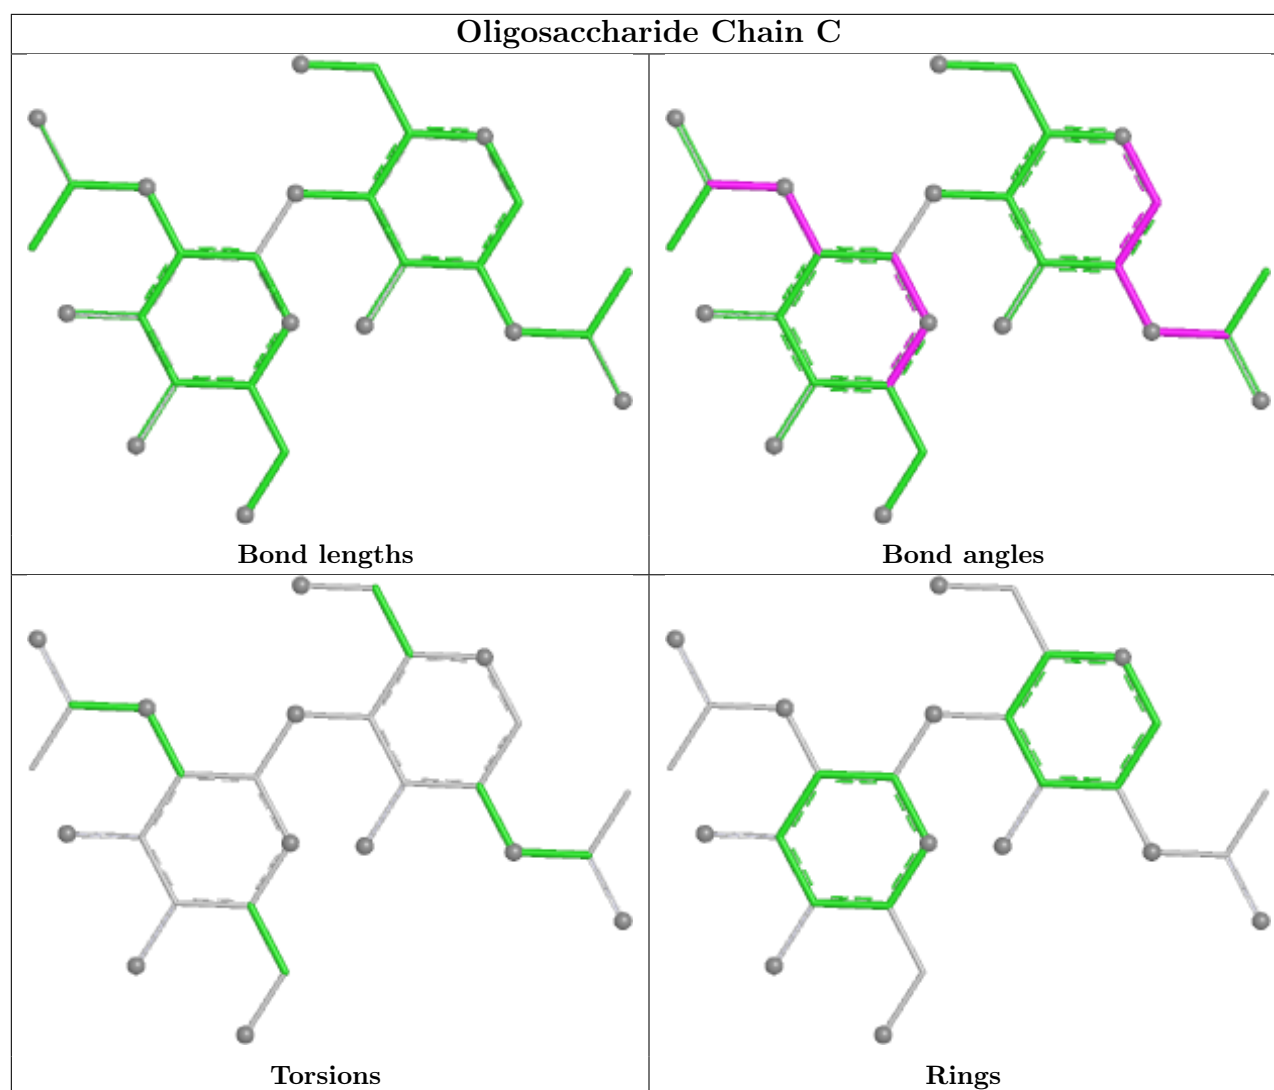 Oligosaccharide Chain C
Bond lengths
Bond angles
Torsions
Rings